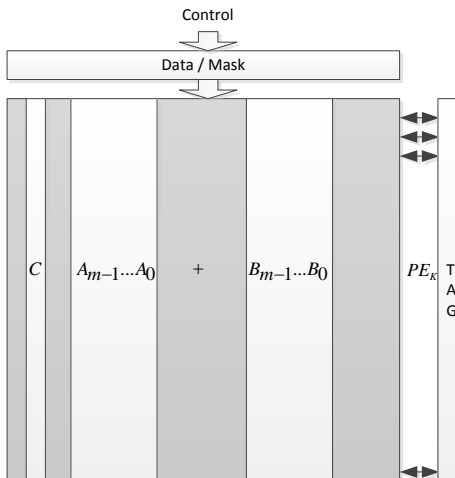 Control
Data / Mask
C A_{m-1}...A_0 + B_{m-1}...B_0 PE_K T
A
G